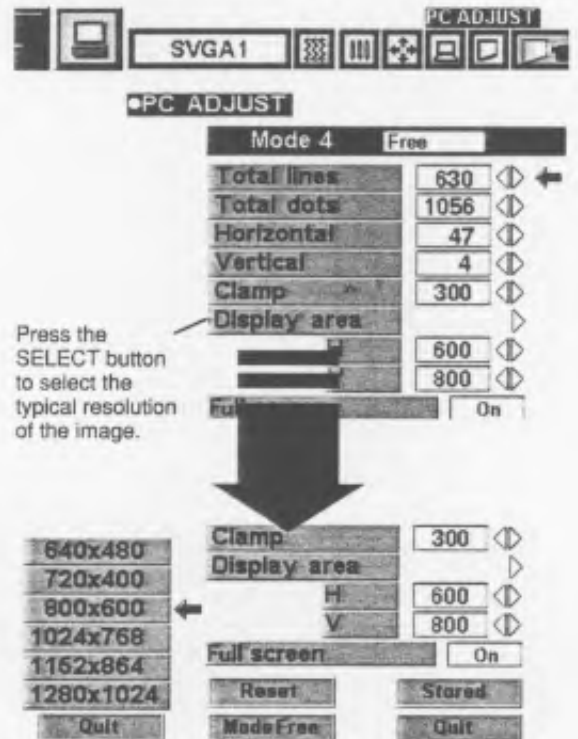 PC ADJUST
SVGA1
●PC ADJUST
Mode 4 Free
Total lines 630
Total dots 1056
Horizontal 47
Vertical 4
Clamp 300
Display area
600
800
Full On
Press the
SELECT button
to select the
typical resolution
of the image.
640x480
720x400
800x600
1024x768
1152x864
1280x1024
Quit
Clamp 300
Display area
H 600
V 800
Full screen On
Reset Stored
Mode Free Quit